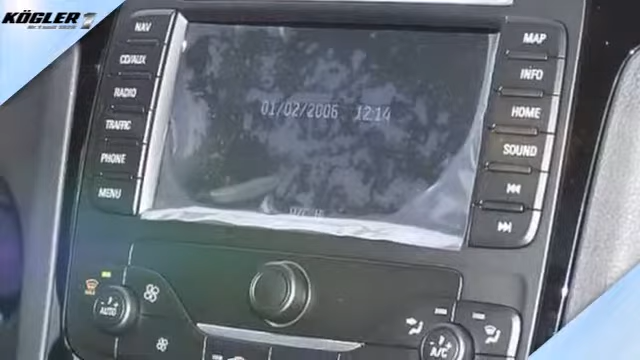 KÖGLER
NAV
CD/AUX
RADIO
TRAFFIC
PHONE
MENU
01/02/2006 12:14
MAP
INFO
HOME
SOUND
AUTO
A/C